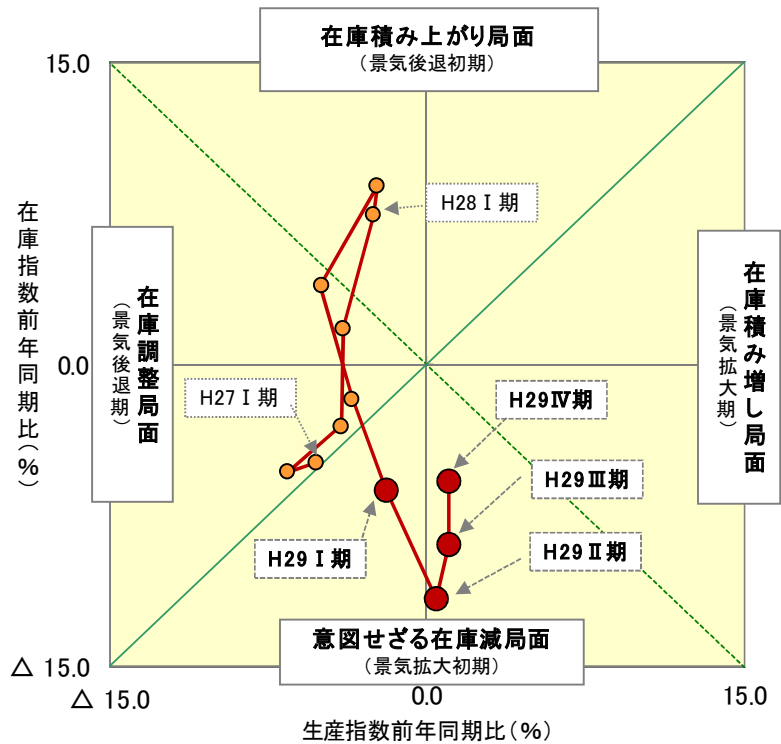 在庫積み上がり局面
（景気後退初期）
15.0
H28Ⅰ期
在庫指数前年同期比（％）
在庫調整局面
（景気後退期）
在庫積み増し局面
（景気拡大期）
0.0
H27Ⅰ期
H29Ⅳ期
H29Ⅲ期
H29Ⅰ期
H29Ⅱ期
意図せざる在庫減局面
（景気拡大初期）
△ 15.0
△ 15.0
0.0
15.0
生産指数前年同期比（％）